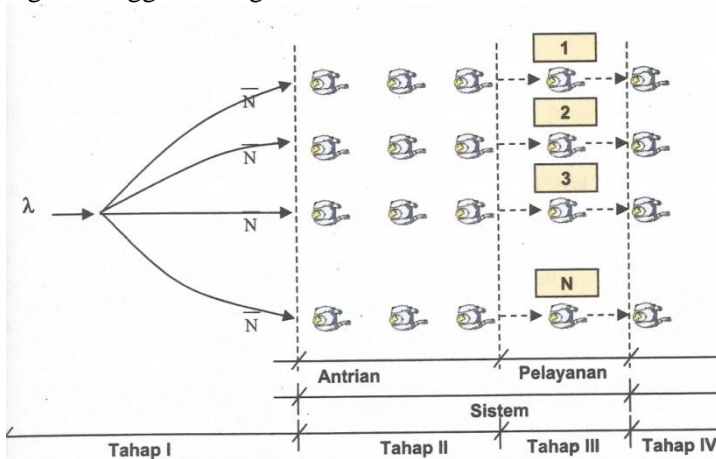 1
N
2
N
3
λ
N
N
N
Antrian Pelayanan
Sistem
Tahap I Tahap II Tahap III Tahap IV